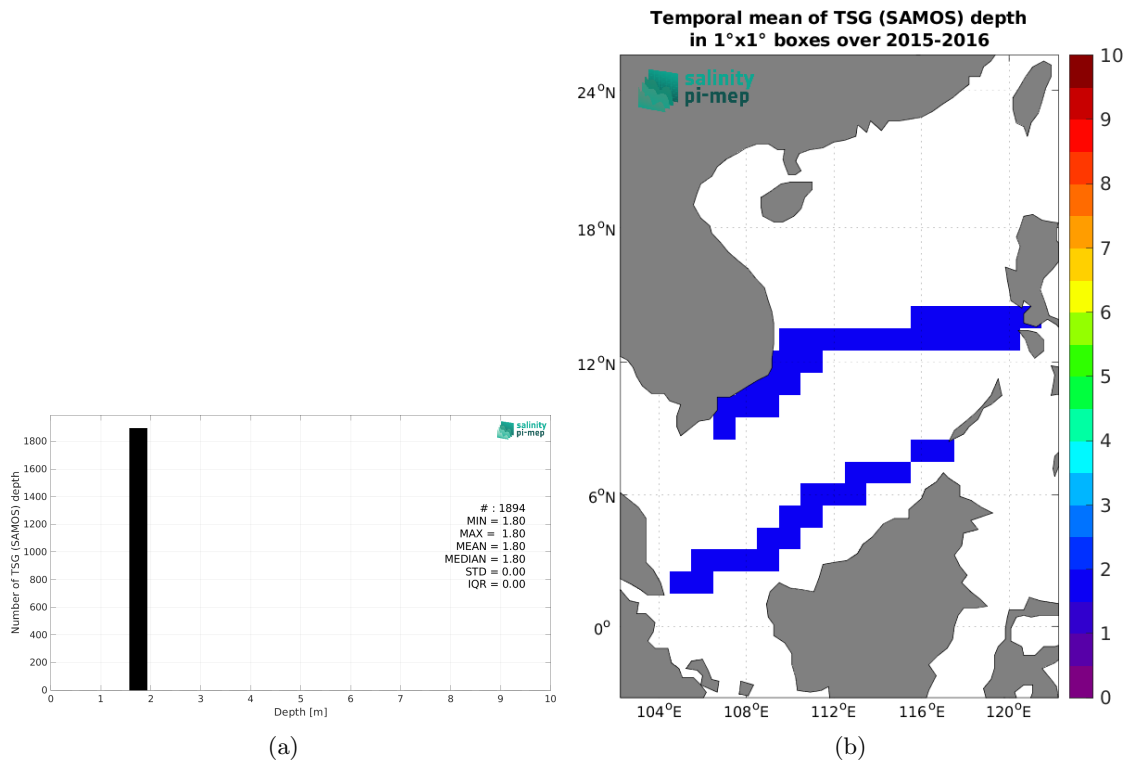 salinity
pi-mep
Number of TSG (SAMOS) depth
1800
1600
1400
1200
1000
800
600
400
200
0
# : 1894
MIN = 1.80
MAX = 1.80
MEAN = 1.80
MEDIAN = 1.80
STD = 0.00
IQR = 0.00
0 1 2 3 4 5 6 7 8 9 10
Depth [m]
(a)
Temporal mean of TSG (SAMOS) depth
in 1°x1° boxes over 2015-2016
salinity
pi-mep
24°N
18°N
12°N
6°N
0°
104°E 108°E 112°E 116°E 120°E
10
9
8
7
6
5
4
3
2
1
0
(b)